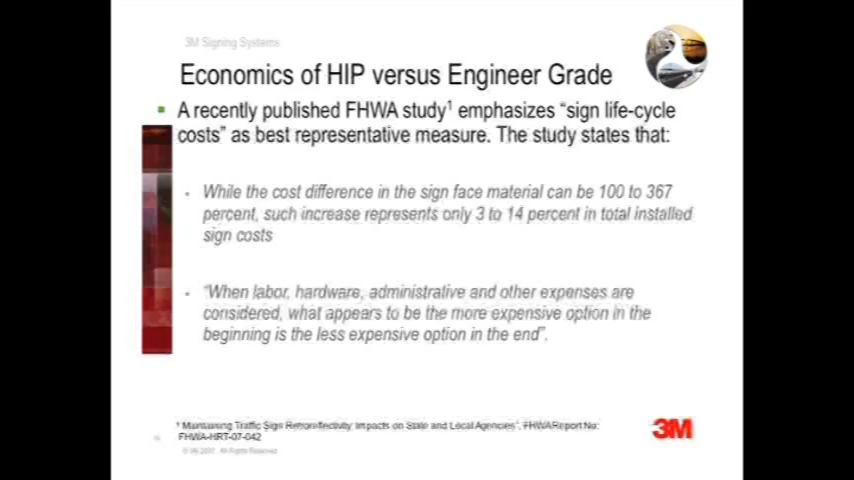 3M Signing Systems
Economics of HIP versus Engineer Grade
A recently published FHWA study¹ emphasizes “sign life-cycle
costs” as best representative measure. The study states that:
- While the cost difference in the sign face material can be 100 to 367
percent, such increase represents only 3 to 14 percent in total installed
sign costs
- “When labor, hardware, administrative and other expenses are
considered, what appears to be the more expensive option in the
beginning is the less expensive option in the end”.
¹ “Maintaining Traffic Sign Retroreflectivity: Impacts on State and Local Agencies”, FHWA Report No:
FHWA-HRT-07-042
3M
© 3M 2007. All Rights Reserved.